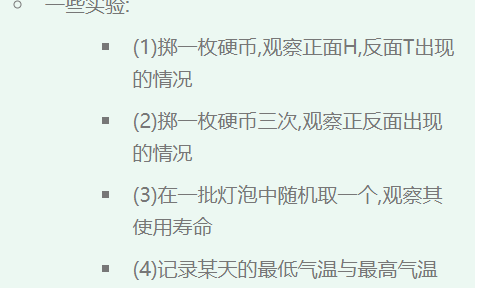 一些实验:
(1)掷一枚硬币,观察正面H,反面T出现
的情况
(2)掷一枚硬币三次,观察正反面出现
的情况
(3)在一批灯泡中随机取一个,观察其
使用寿命
(4)记录某天的最低气温与最高气温